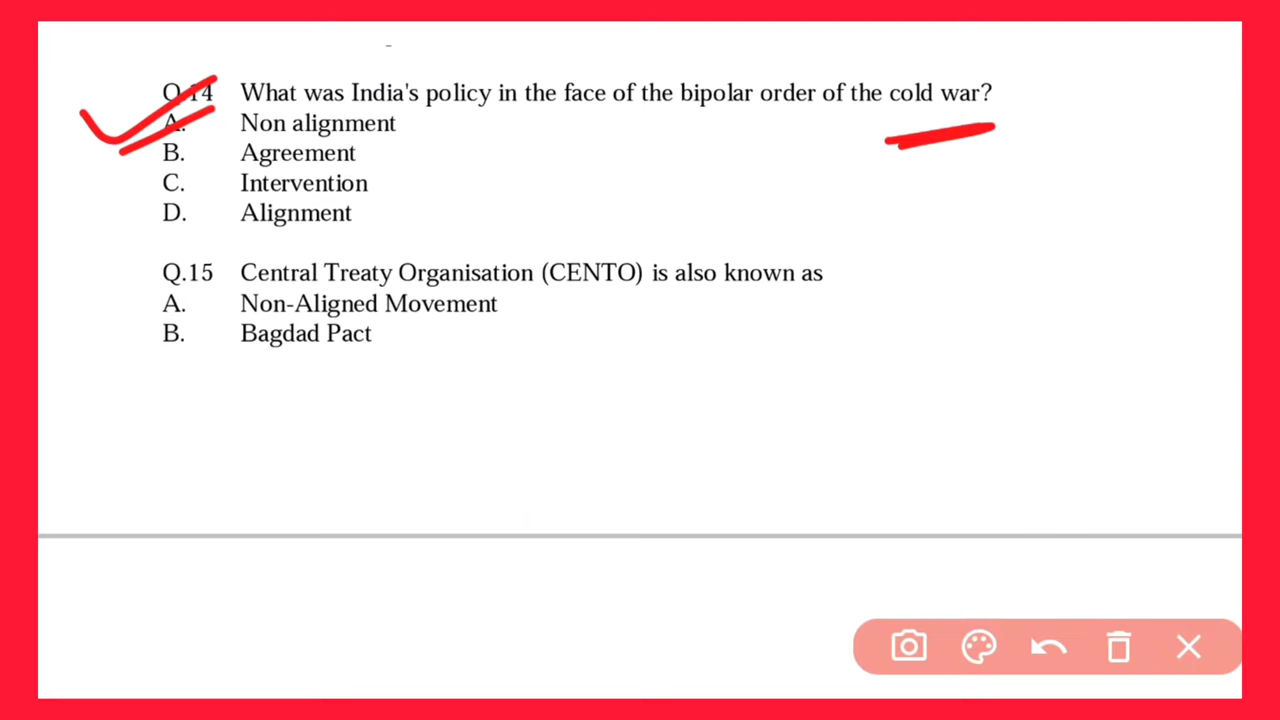 Q.14 What was India's policy in the face of the bipolar order of the cold war?
A. Non alignment
B. Agreement
C. Intervention
D. Alignment
Q.15 Central Treaty Organisation (CENTO) is also known as
A. Non-Aligned Movement
B. Bagdad Pact